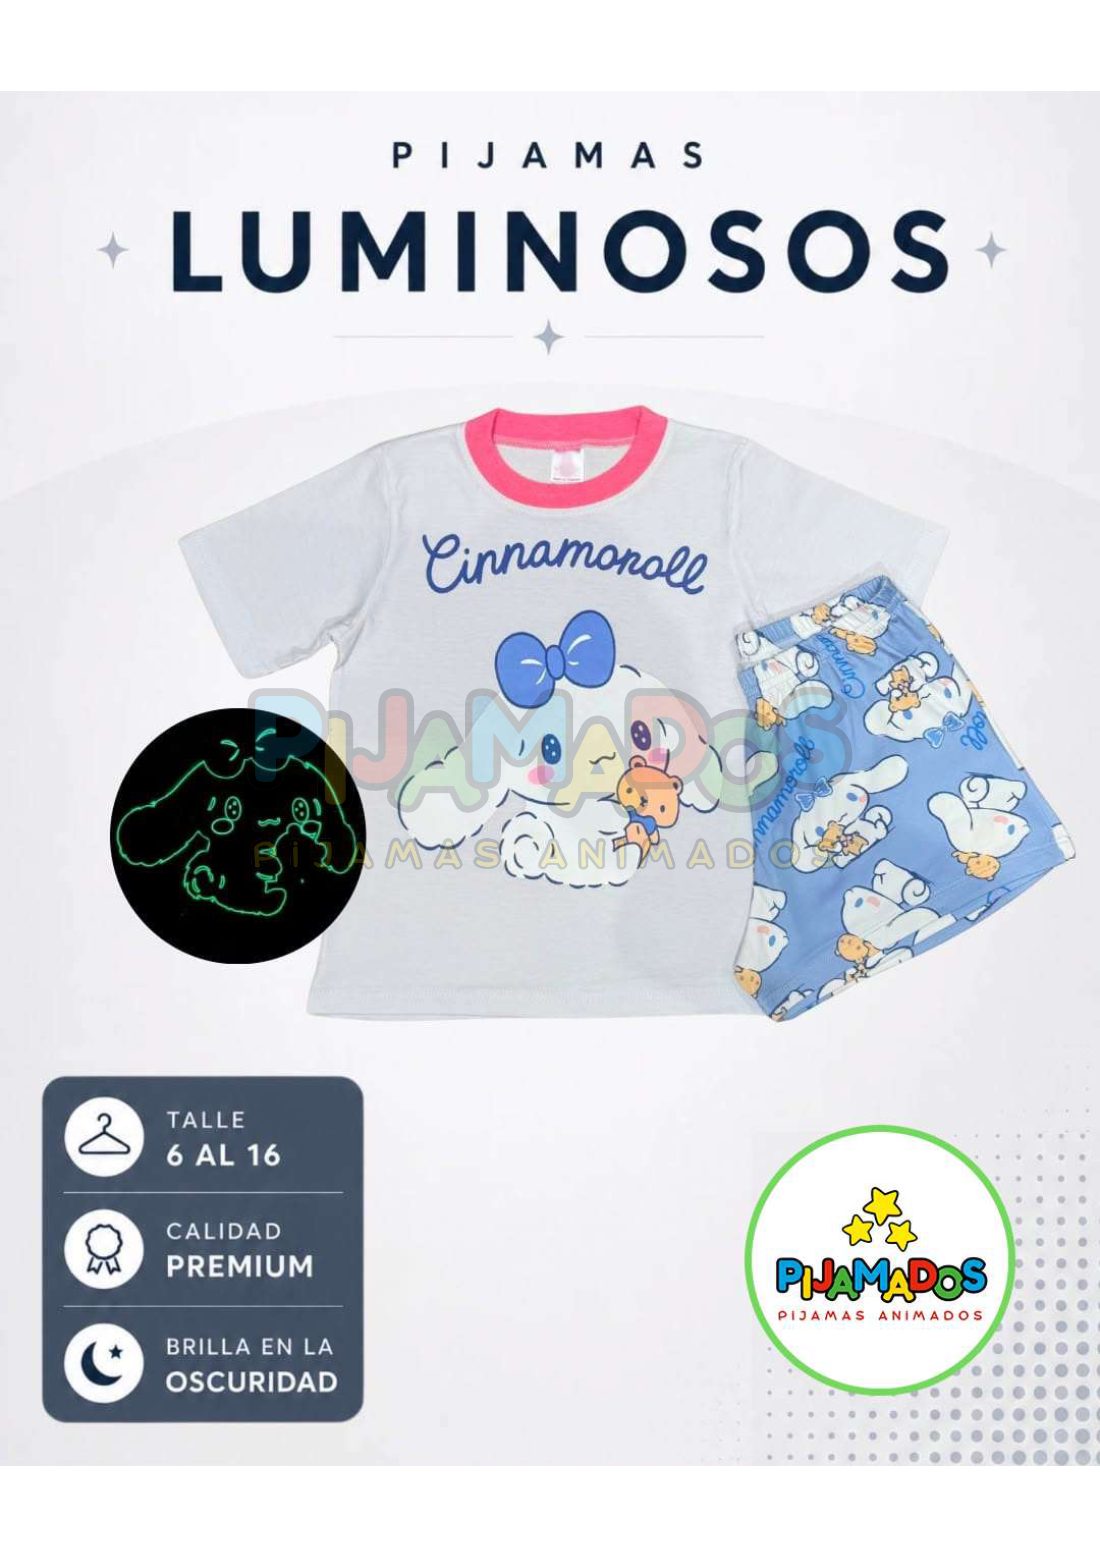 PIJAMAS
LUMINOSOS
Cinnamoroll
PIJAMADOS
PIJAMAS ANIMADOS
TALLE
6 AL 16
CALIDAD
PREMIUM
BRILLA EN LA
OSCURIDAD
PIJAMADOS
PIJAMAS ANIMADOS